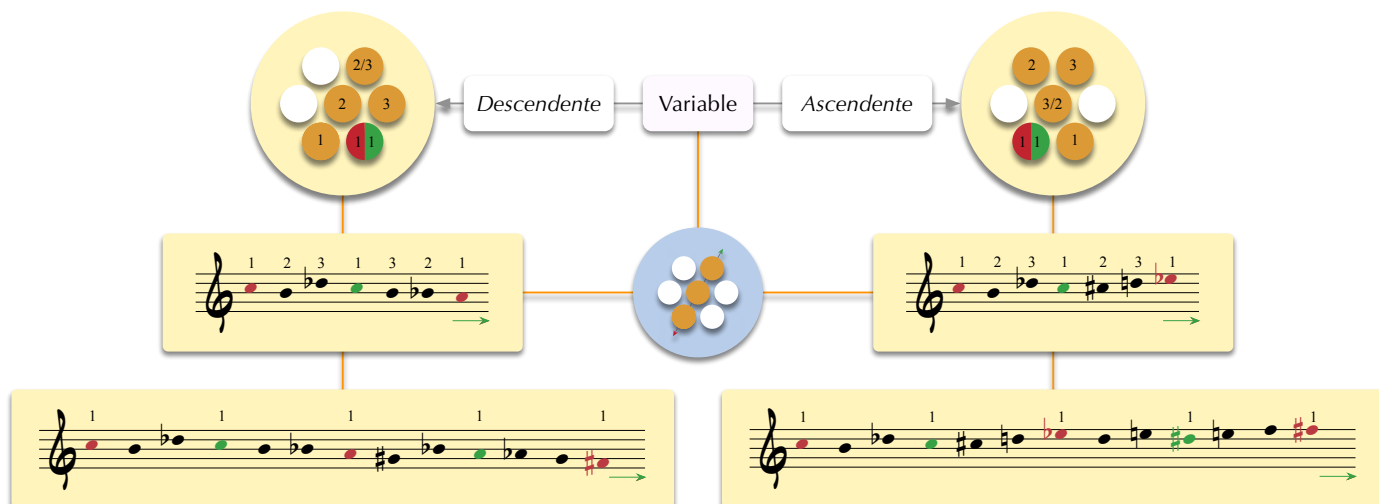 2/3
2 3
1 1 1
Descendente
Variable
Ascendente
2 3
3/2
1 1 1
1 2 3 1 3 2 1
1 2 3 1 2 3 1
1 1 1 1 1
1 1 1 1 1